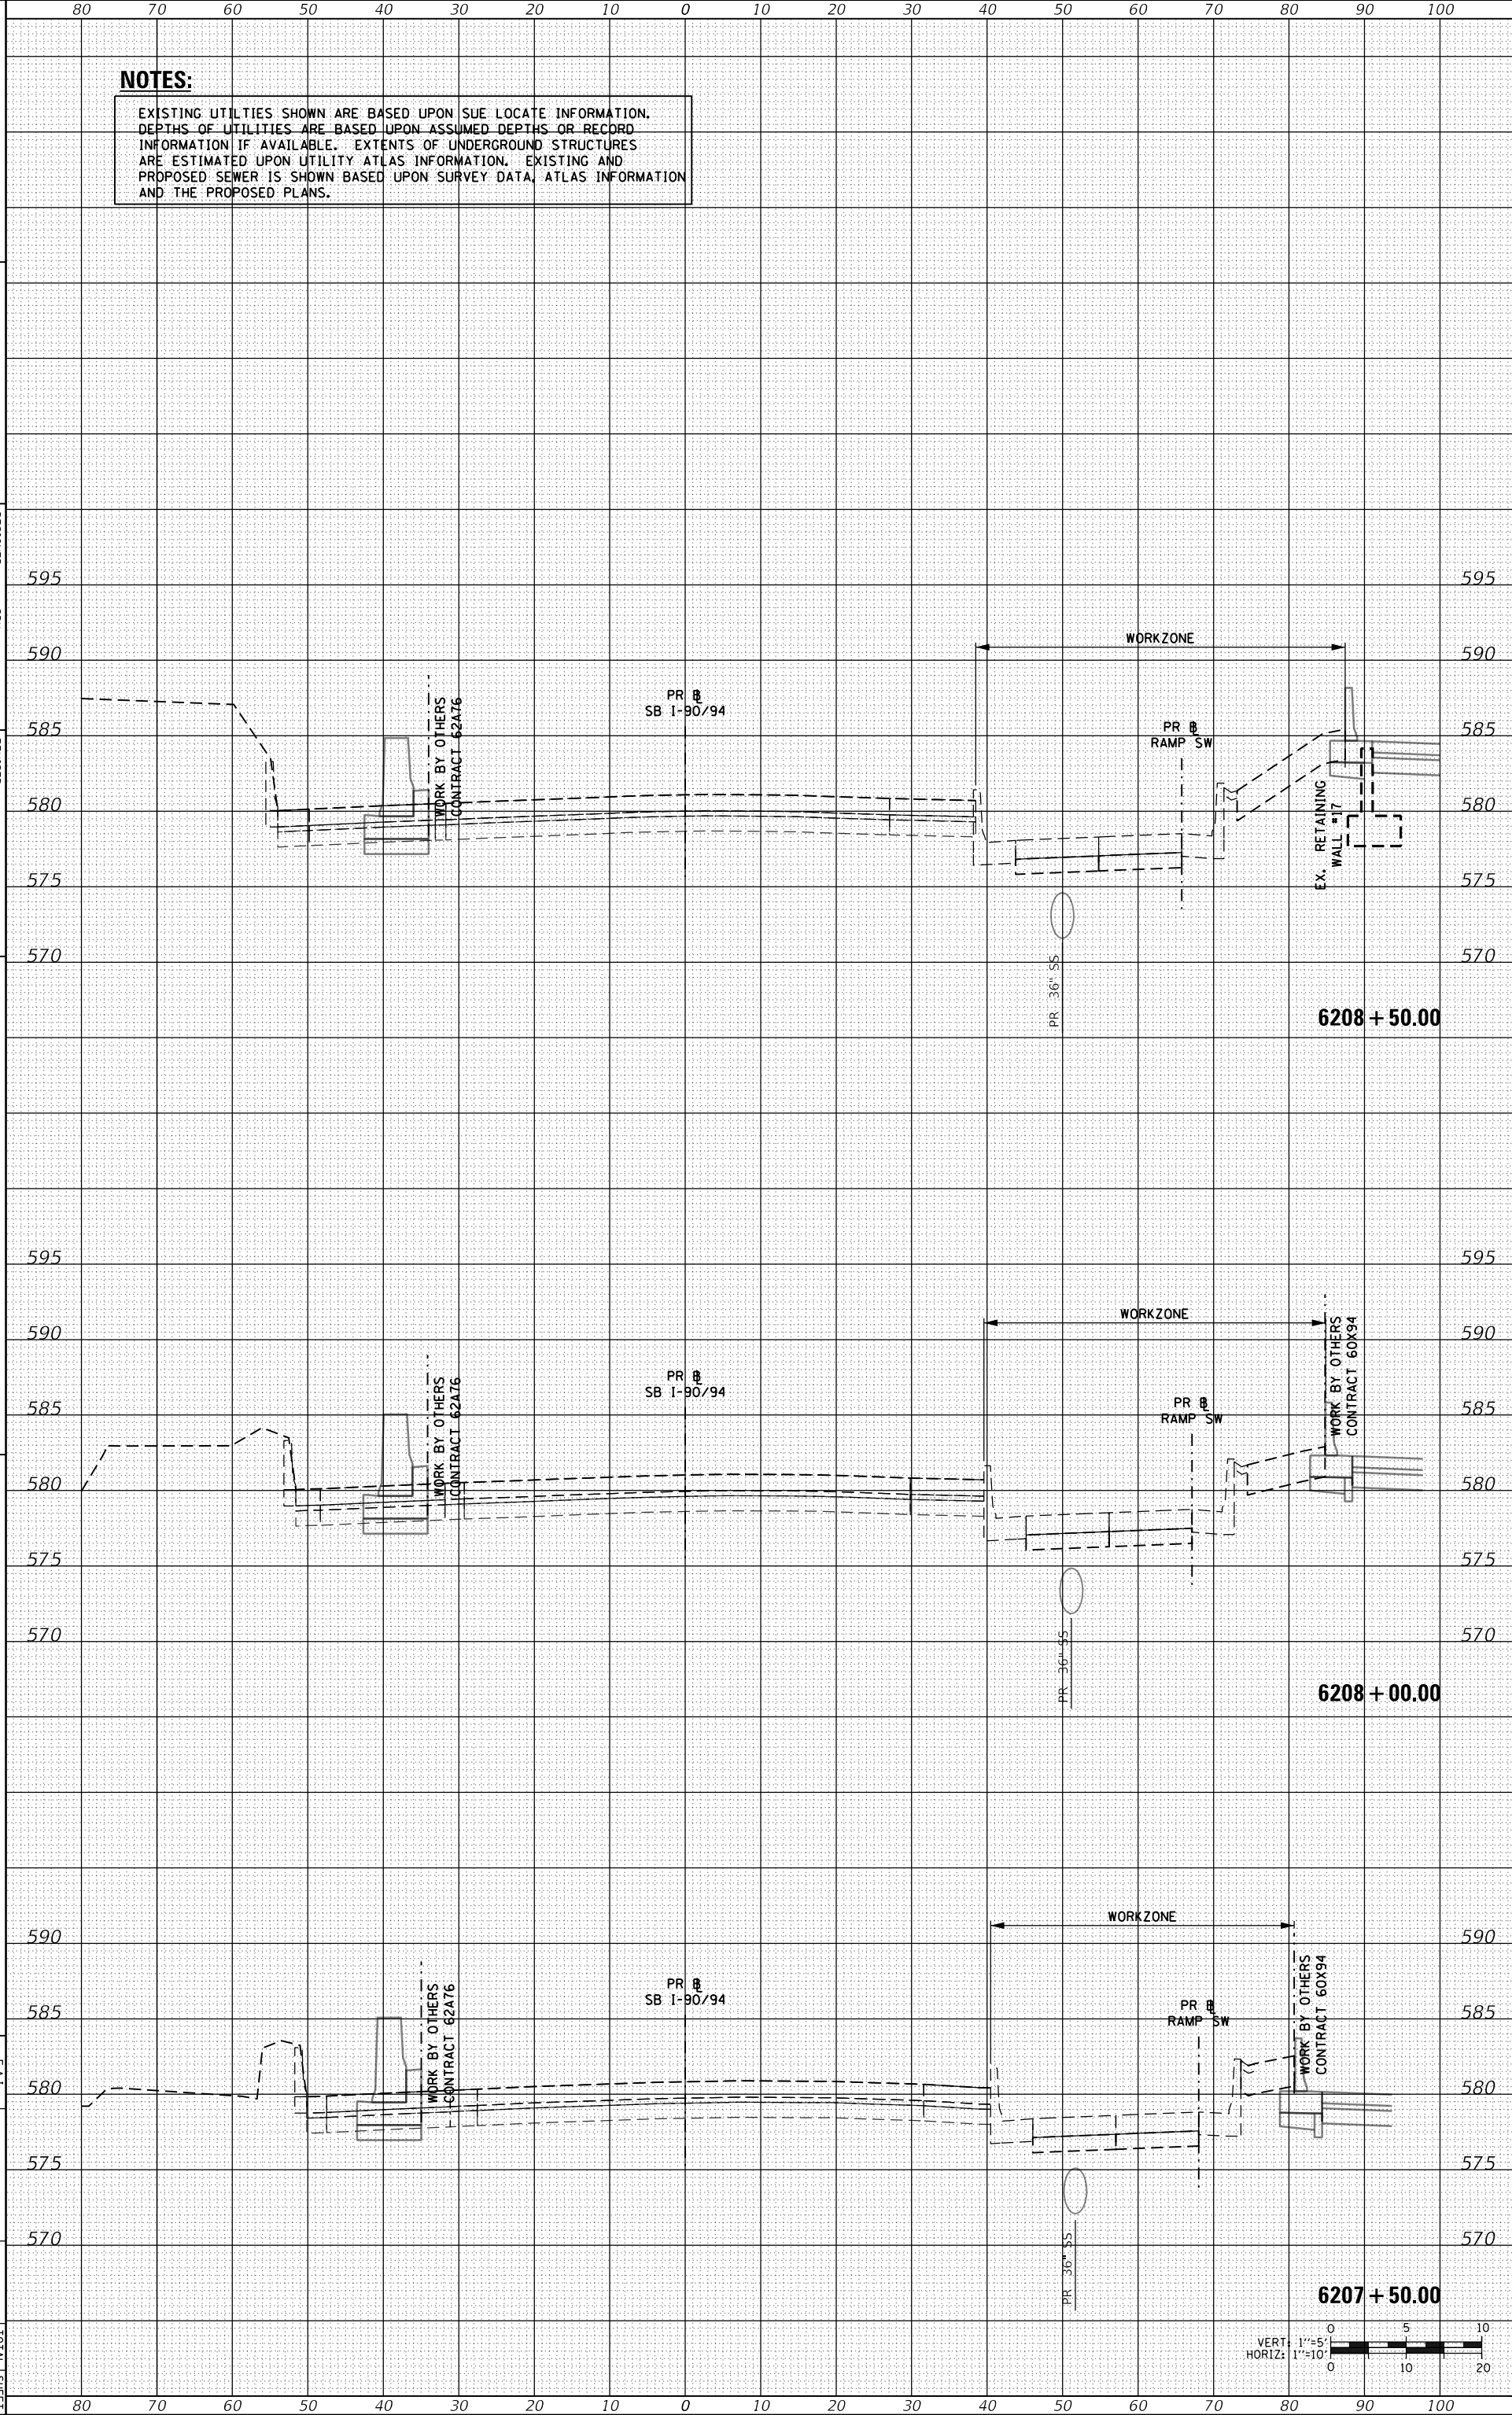 80 70 60 50 40 30 20 10 0 10 20 30 40 50 60 70 80 90 100
NOTES:
EXISTING UTILTIES SHOWN ARE BASED UPON SUE LOCATE INFORMATION.
DEPTHS OF UTILITIES ARE BASED UPON ASSUMED DEPTHS OR RECORD
INFORMATION IF AVAILABLE. EXTENTS OF UNDERGROUND STRUCTURES
ARE ESTIMATED UPON UTILITY ATLAS INFORMATION. EXISTING AND
PROPOSED SEWER IS SHOWN BASED UPON SURVEY DATA, ATLAS INFORMATION
AND THE PROPOSED PLANS.
595 595
WORKZONE
590 590
PR BL
SB I-90/94
WORK BY OTHERS
CONTRACT 62A76
PR BL
RAMP SW
585 585
580 580
EX. RETAINING
WALL #17
575 575
570 570
PR 36" SS
6208+50.00
595 595
WORKZONE
590 590
WORK BY OTHERS
CONTRACT 60X94
PR BL
SB I-90/94
WORK BY OTHERS
CONTRACT 62A76
PR BL
RAMP SW
585 585
580 580
575 575
570 570
PR 36" SS
6208+00.00
WORKZONE
590 590
WORK BY OTHERS
CONTRACT 60X94
PR BL
SB I-90/94
WORK BY OTHERS
CONTRACT 62A76
PR BL
RAMP SW
585 585
580 580
575 575
570 570
PR 36" SS
6207+50.00
0 5 10
VERT: 1''=5'
HORIZ: 1''=10'
0 10 20
80 70 60 50 40 30 20 10 0 10 20 30 40 50 60 70 80 90 100